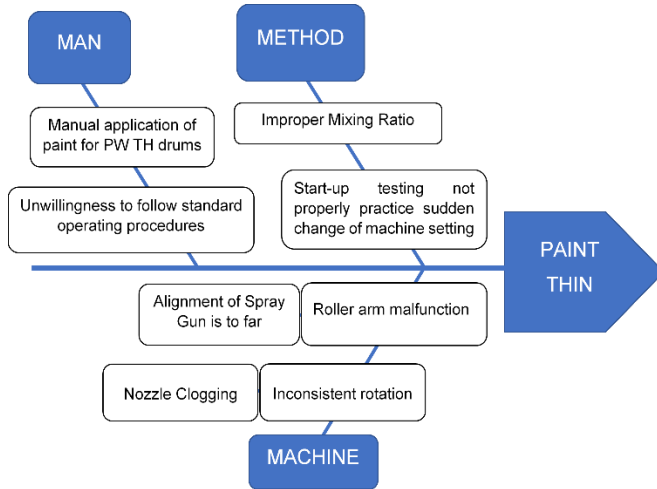 MAN
METHOD
Manual application of
paint for PW TH drums
Improper Mixing Ratio
Unwillingness to follow standard
operating procedures
Start-up testing not
properly practice sudden
change of machine setting
PAINT
THIN
Alignment of Spray
Gun is to far
Roller arm malfunction
Nozzle Clogging
Inconsistent rotation
MACHINE